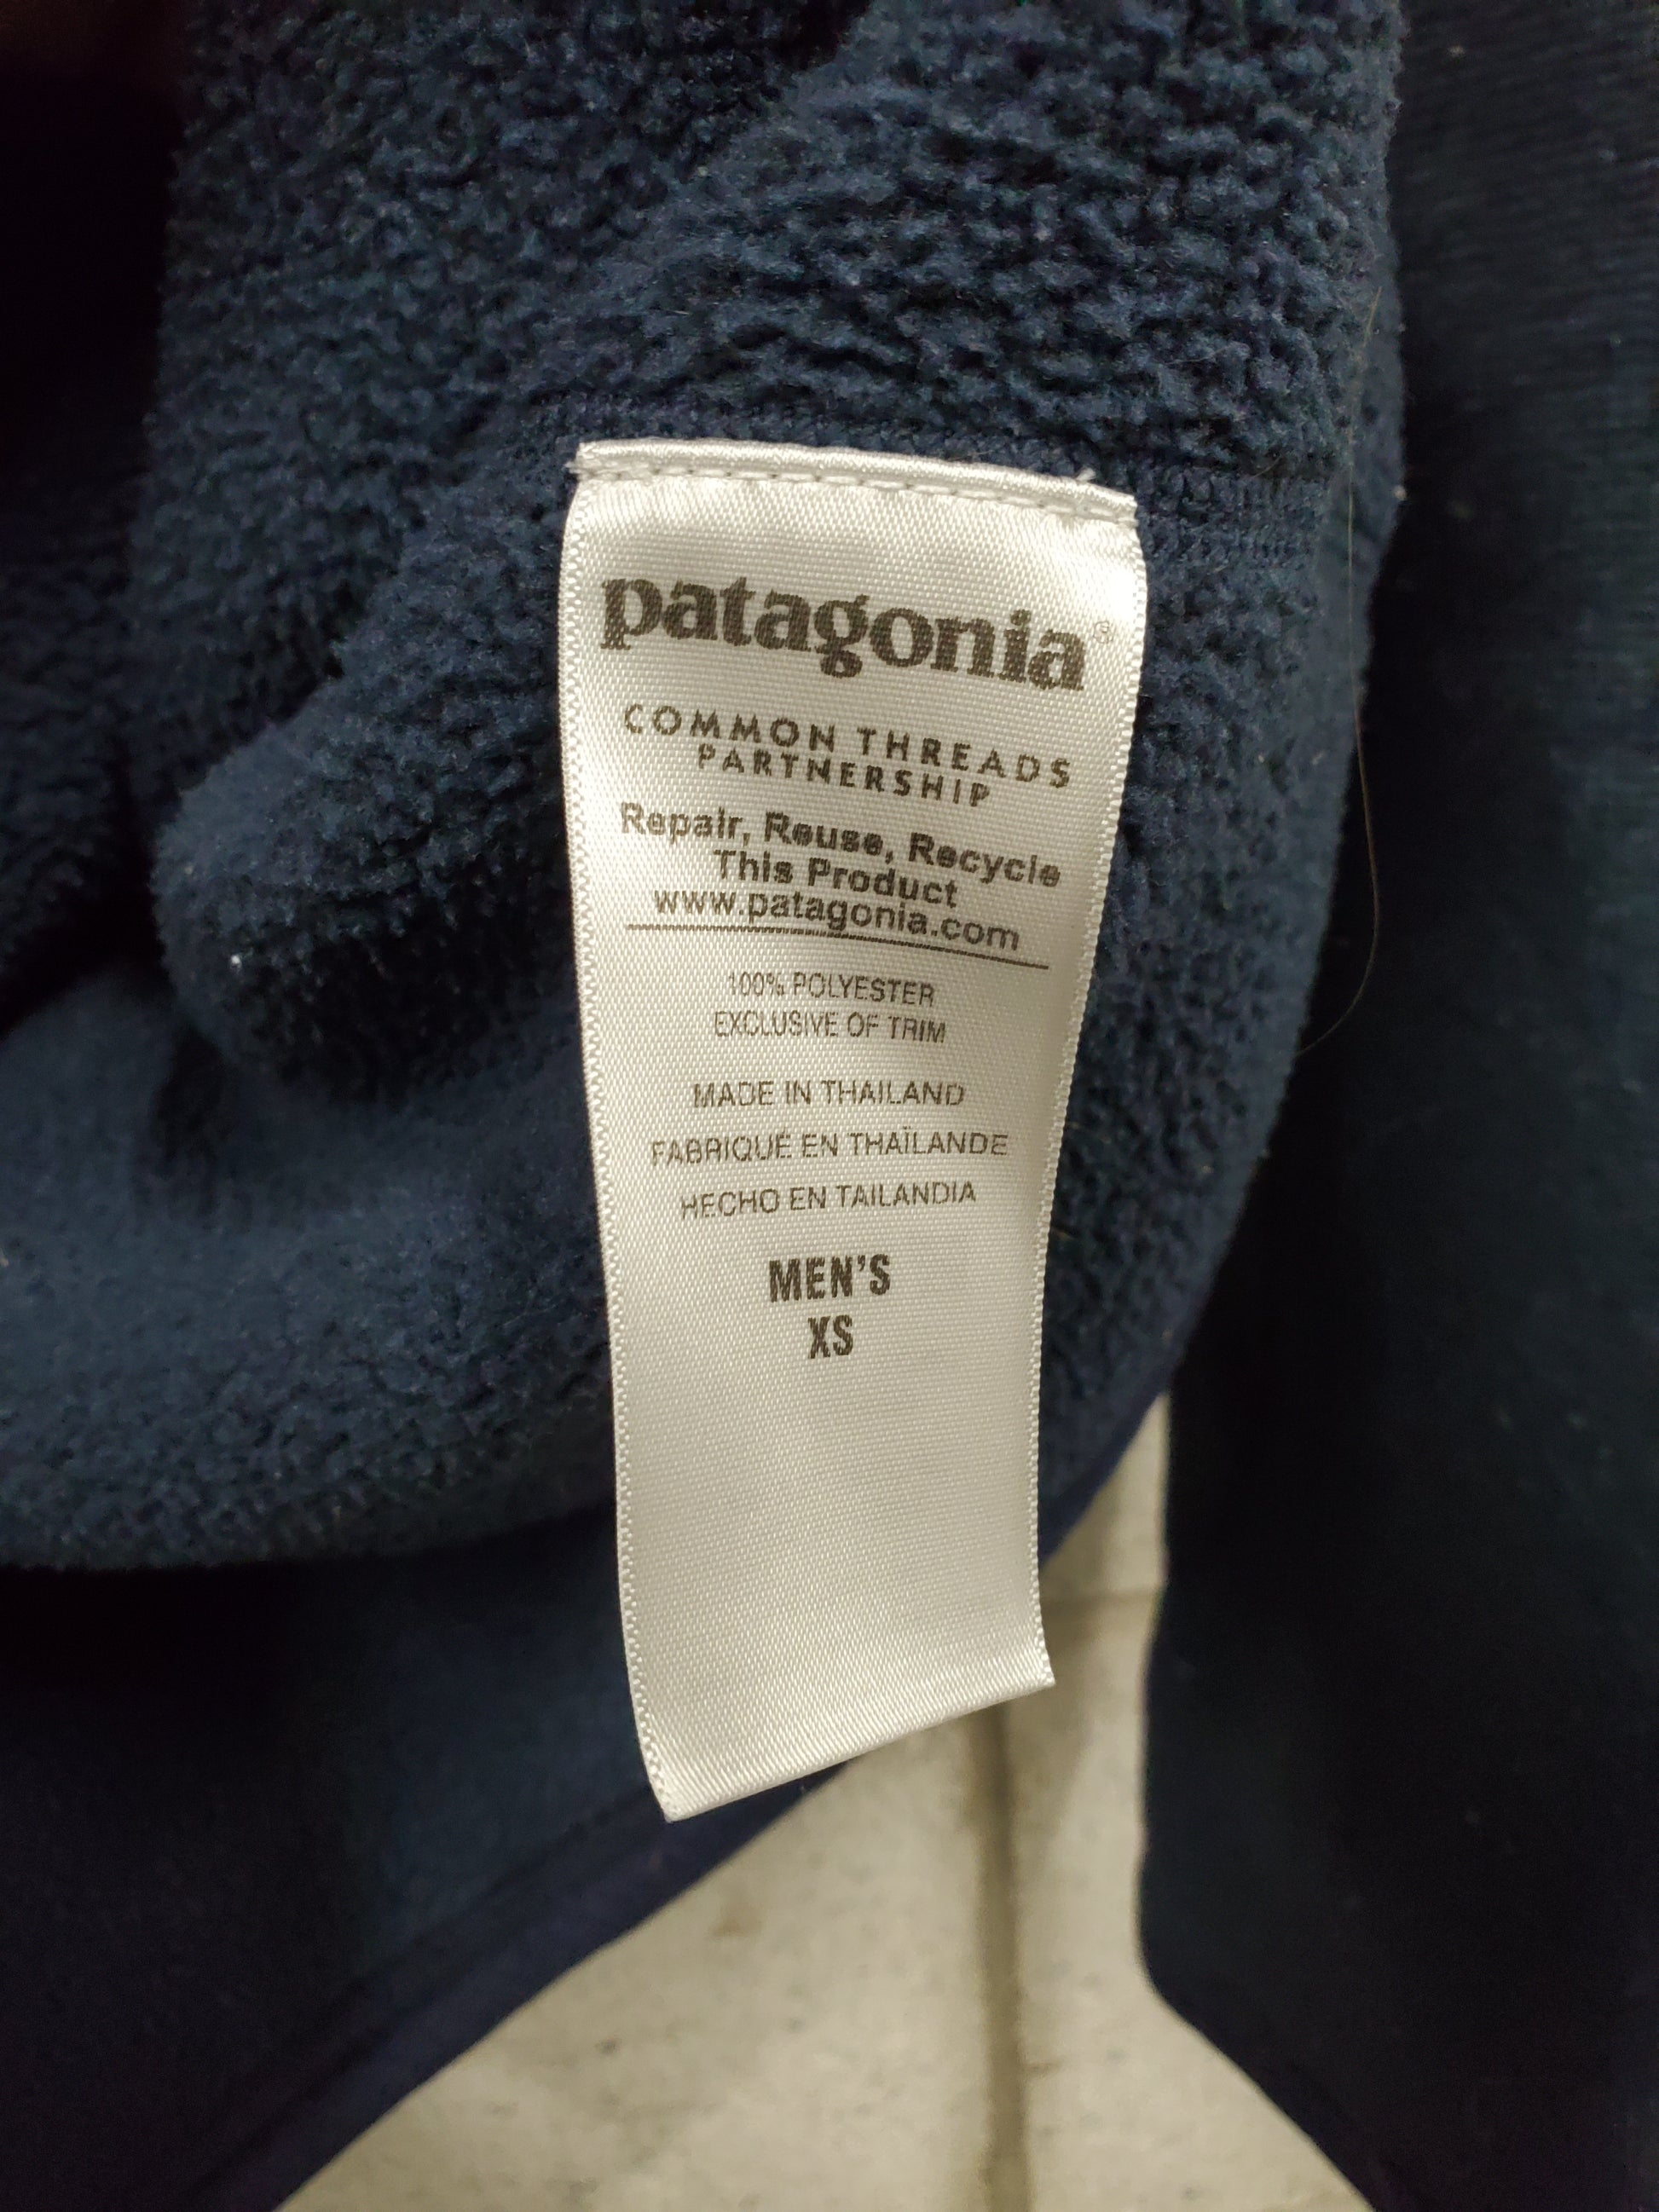 patagonia®
COMMON THREADS
PARTNERSHIP
Repair, Reuse, Recycle
This Product
www.patagonia.com
100% POLYESTER
EXCLUSIVE OF TRIM
MADE IN THAILAND
FABRIQUÉ EN THAÏLANDE
HECHO EN TAILANDIA
MEN'S
XS